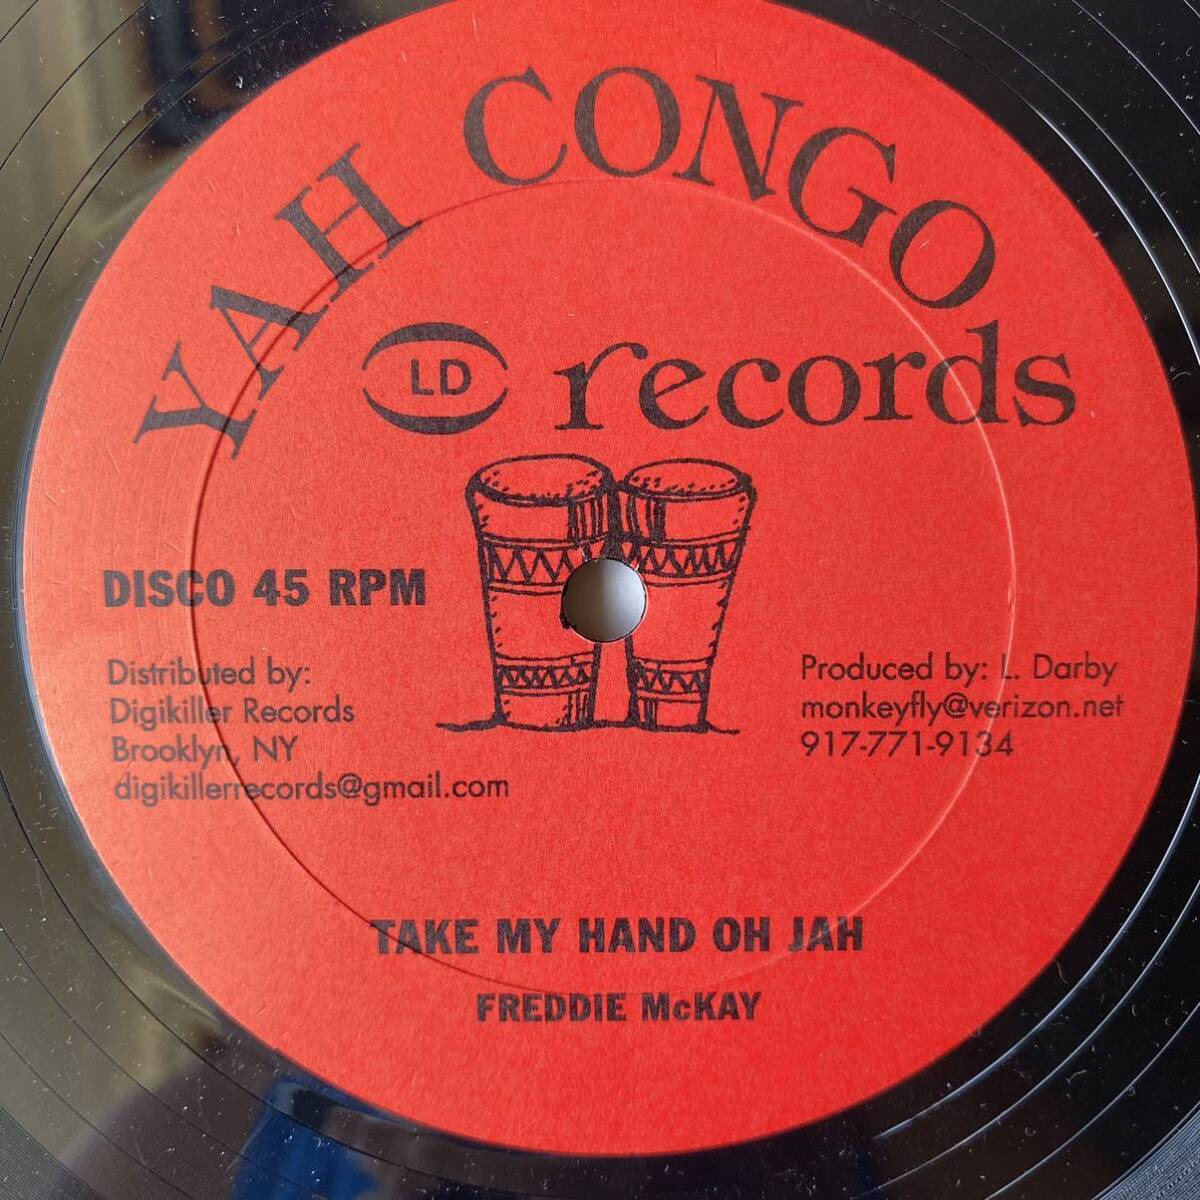 YAH CONGO
LD
records
DISCO 45 RPM
Distributed by:
Digikiller Records
Brooklyn, NY
digikillerrecords@gmail.com
Produced by: L. Darby
monkeyfly@verizon.net
917-771-9134
TAKE MY HAND OH JAH
FREDDIE McKAY